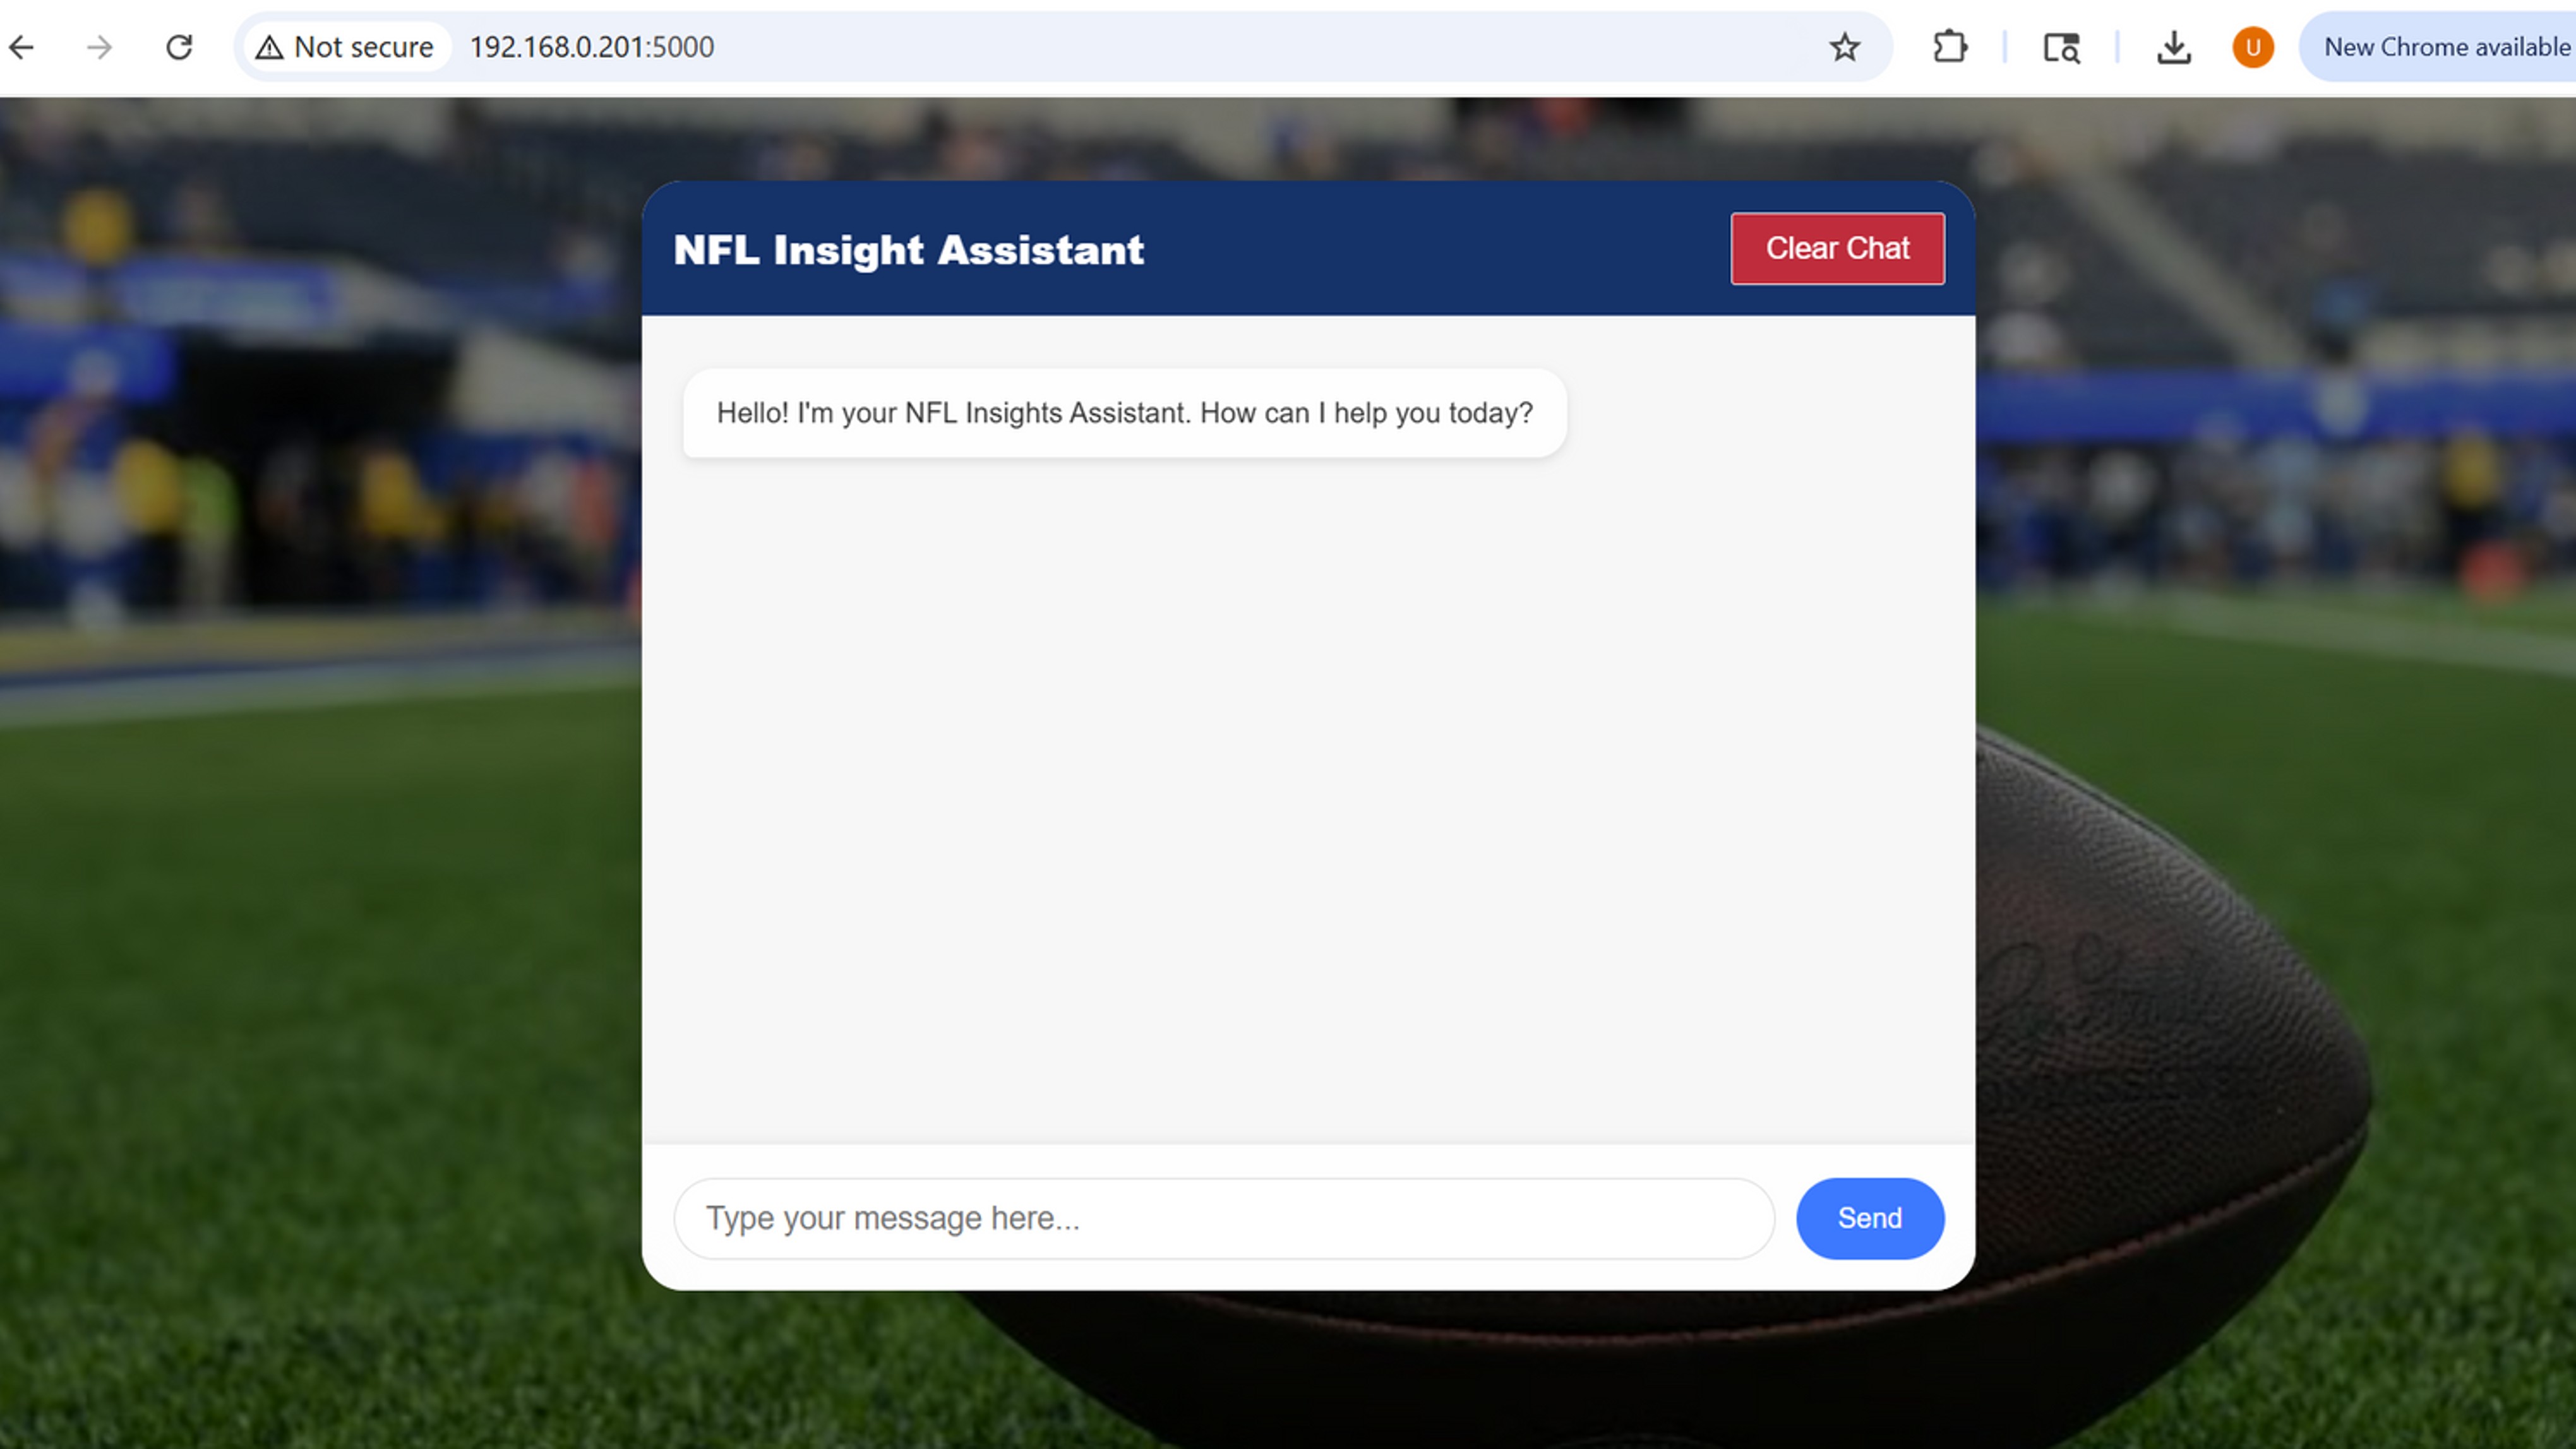 Not secure 192.168.0.201:5000 U New Chrome available
NFL Insight Assistant Clear Chat
Hello! I'm your NFL Insights Assistant. How can I help you today?
Type your message here... Send